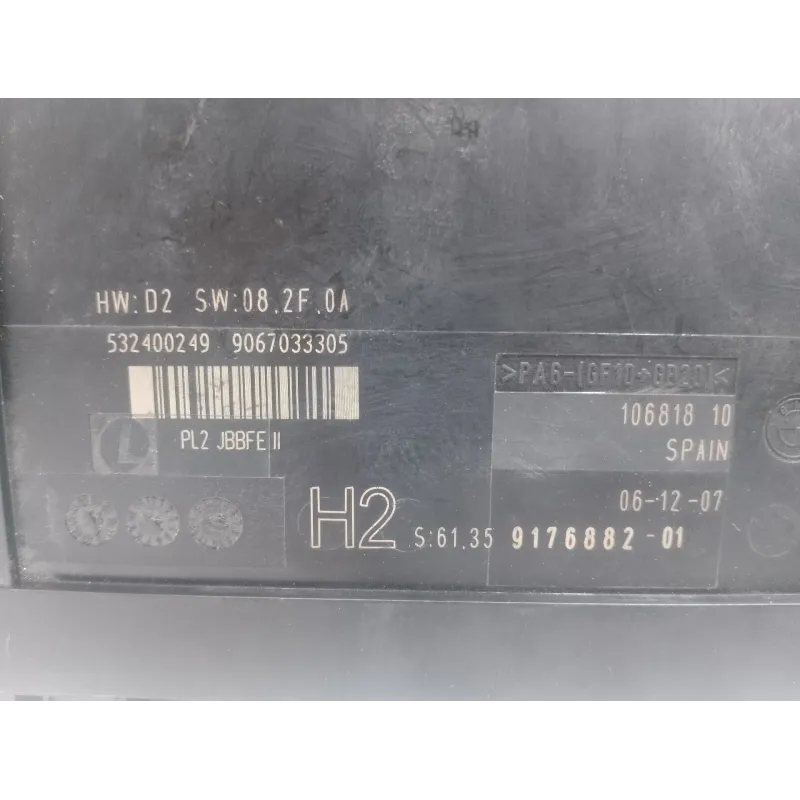 HW:D2 SW:08.2F.0A
532400249 9067033305
>PA6-(GF10+GB20)<
106818 10
PL2 JBBFE II
SPAIN
06-12-07
H2 S:61.35 9176882-01